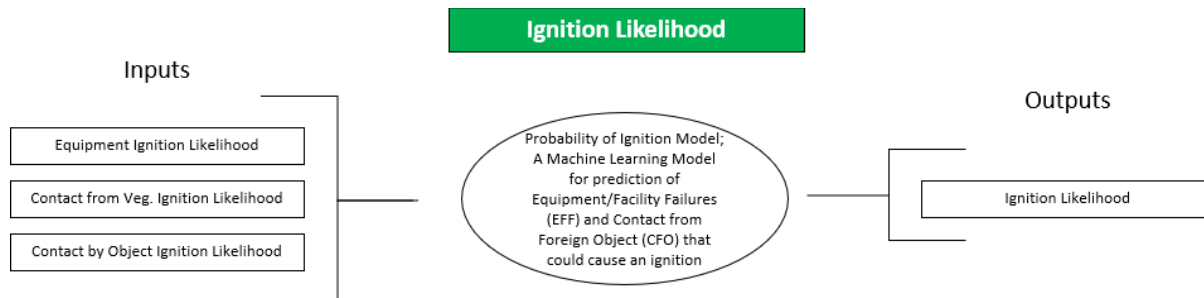 Ignition Likelihood
Inputs
Equipment Ignition Likelihood
Contact from Veg. Ignition Likelihood
Contact by Object Ignition Likelihood
Probability of Ignition Model;
A Machine Learning Model
for prediction of
Equipment/Facility Failures
(EFF) and Contact from
Foreign Object (CFO) that
could cause an ignition
Outputs
Ignition Likelihood